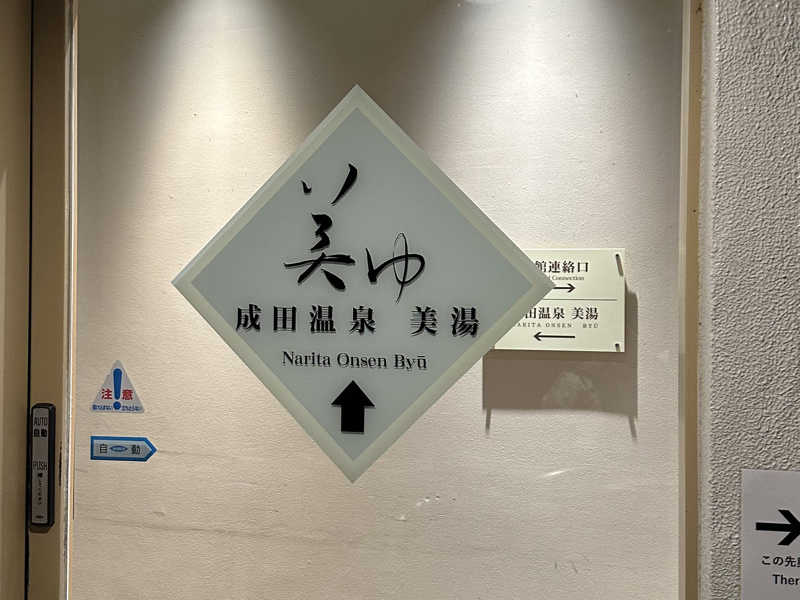 美ゆ
成田温泉 美湯
Narita Onsen Byū
館連絡口
Connection
田温泉 美湯
NARITA ONSEN BYŪ
注意
自動
AUTO
自動
PUSH
この先
Ther